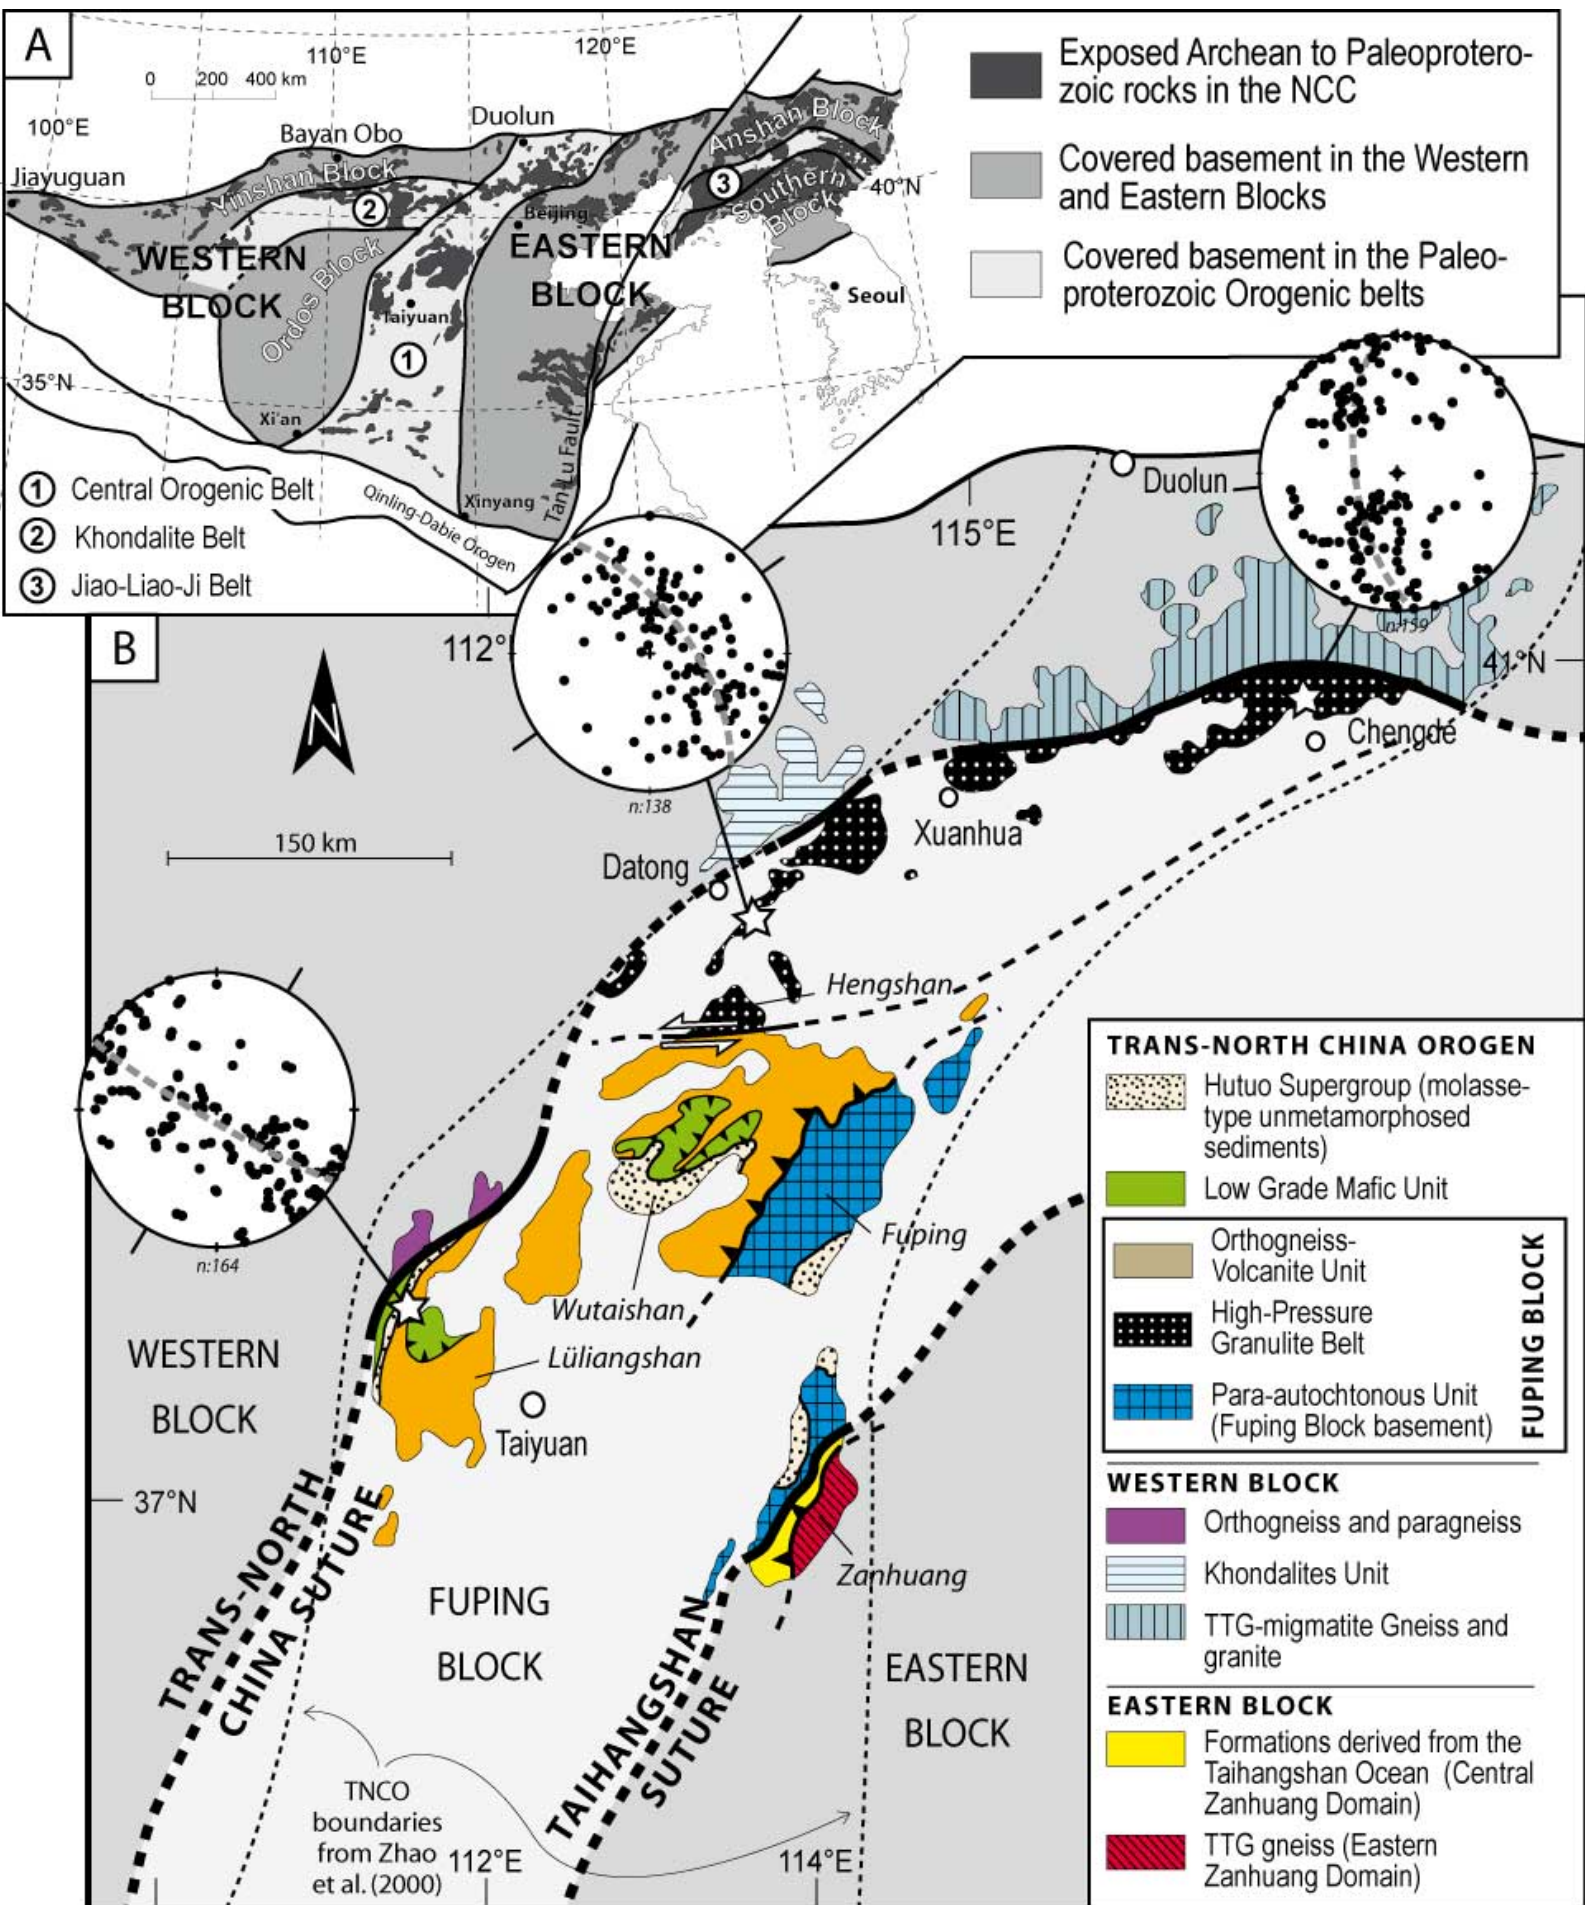 A
110°E
120°E
0 200 400 km
100°E
Duolun
Bayan Obo
Jiayuguan
Yinshan Block
2
Anshan Block
3
Southern
Block
40°N
Beijing
WESTERN
BLOCK
EASTERN
BLOCK
Ordos Block
Taiyuan
Seoul
1
35°N
Xi'an
Xinyang
Tan-Lu Fault
Qinling-Dabie Orogen
1 Central Orogenic Belt
2 Khondalite Belt
3 Jiao-Liao-Ji Belt
Exposed Archean to Paleoprotero-
zoic rocks in the NCC
Covered basement in the Western
and Eastern Blocks
Covered basement in the Paleo-
proterozoic Orogenic belts
B
N
112°
115°E
Duolun
n:159
41°N
Chengde
n:138
150 km
Datong
Xuanhua
Hengshan
n:164
Fuping
Wutaishan
Lüliangshan
Taiyuan
WESTERN
BLOCK
37°N
TRANS-NORTH
CHINA SUTURE
FUPING
BLOCK
Zanhuang
TAIHANGSHAN
SUTURE
EASTERN
BLOCK
TNCO
boundaries
from Zhao
et al. (2000)
112°E
114°E
TRANS-NORTH CHINA OROGEN
Hutuo Supergroup (molasse-
type unmetamorphosed
sediments)
Low Grade Mafic Unit
Orthogneiss-
Volcanite Unit
High-Pressure
Granulite Belt
Para-autochtonous Unit
(Fuping Block basement)
FUPING BLOCK
WESTERN BLOCK
Orthogneiss and paragneiss
Khondalites Unit
TTG-migmatite Gneiss and
granite
EASTERN BLOCK
Formations derived from the
Taihangshan Ocean (Central
Zanhuang Domain)
TTG gneiss (Eastern
Zanhuang Domain)